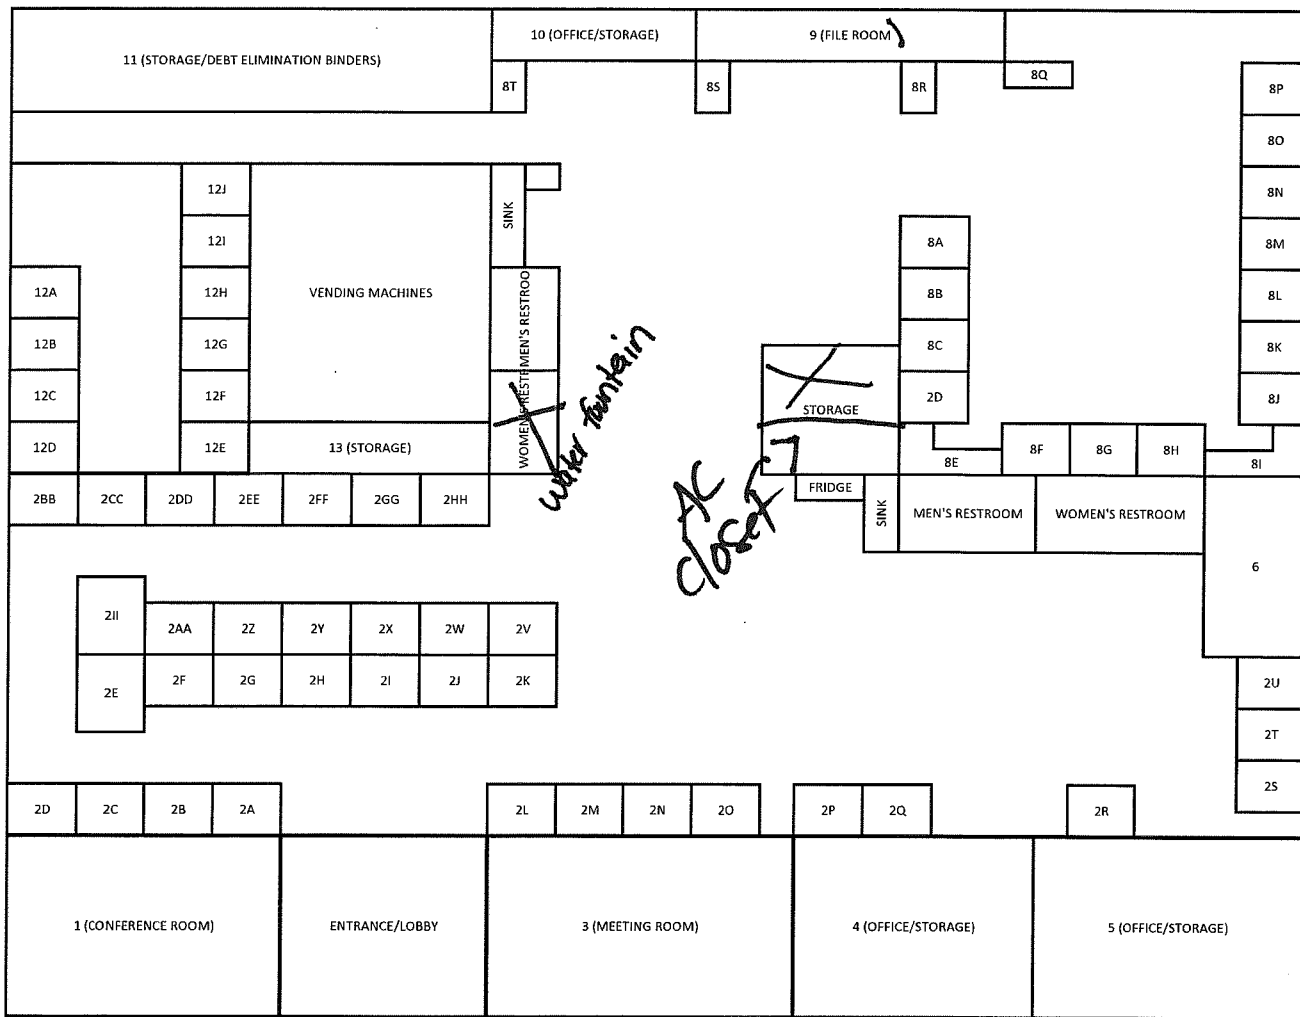 10 (OFFICE/STORAGE)
9 (FILE ROOM)
11 (STORAGE/DEBT ELIMINATION BINDERS)
8T
8S
8R
8Q
8P
8O
8N
8M
8L
8K
8J
12J
12I
12H
12G
12F
12E
VENDING MACHINES
13 (STORAGE)
SINK
MEN'S RESTROO
WOMEN'S RESTR
water fountain
12A
12B
12C
12D
8A
8B
8C
2D
STORAGE
A/C
closet
8E
8F
8G
8H
8I
FRIDGE
SINK
MEN'S RESTROOM
WOMEN'S RESTROOM
6
2BB
2CC
2DD
2EE
2FF
2GG
2HH
2II
2AA
2Z
2Y
2X
2W
2V
2E
2F
2G
2H
2I
2J
2K
2U
2T
2S
2D
2C
2B
2A
2L
2M
2N
2O
2P
2Q
2R
1 (CONFERENCE ROOM)
ENTRANCE/LOBBY
3 (MEETING ROOM)
4 (OFFICE/STORAGE)
5 (OFFICE/STORAGE)